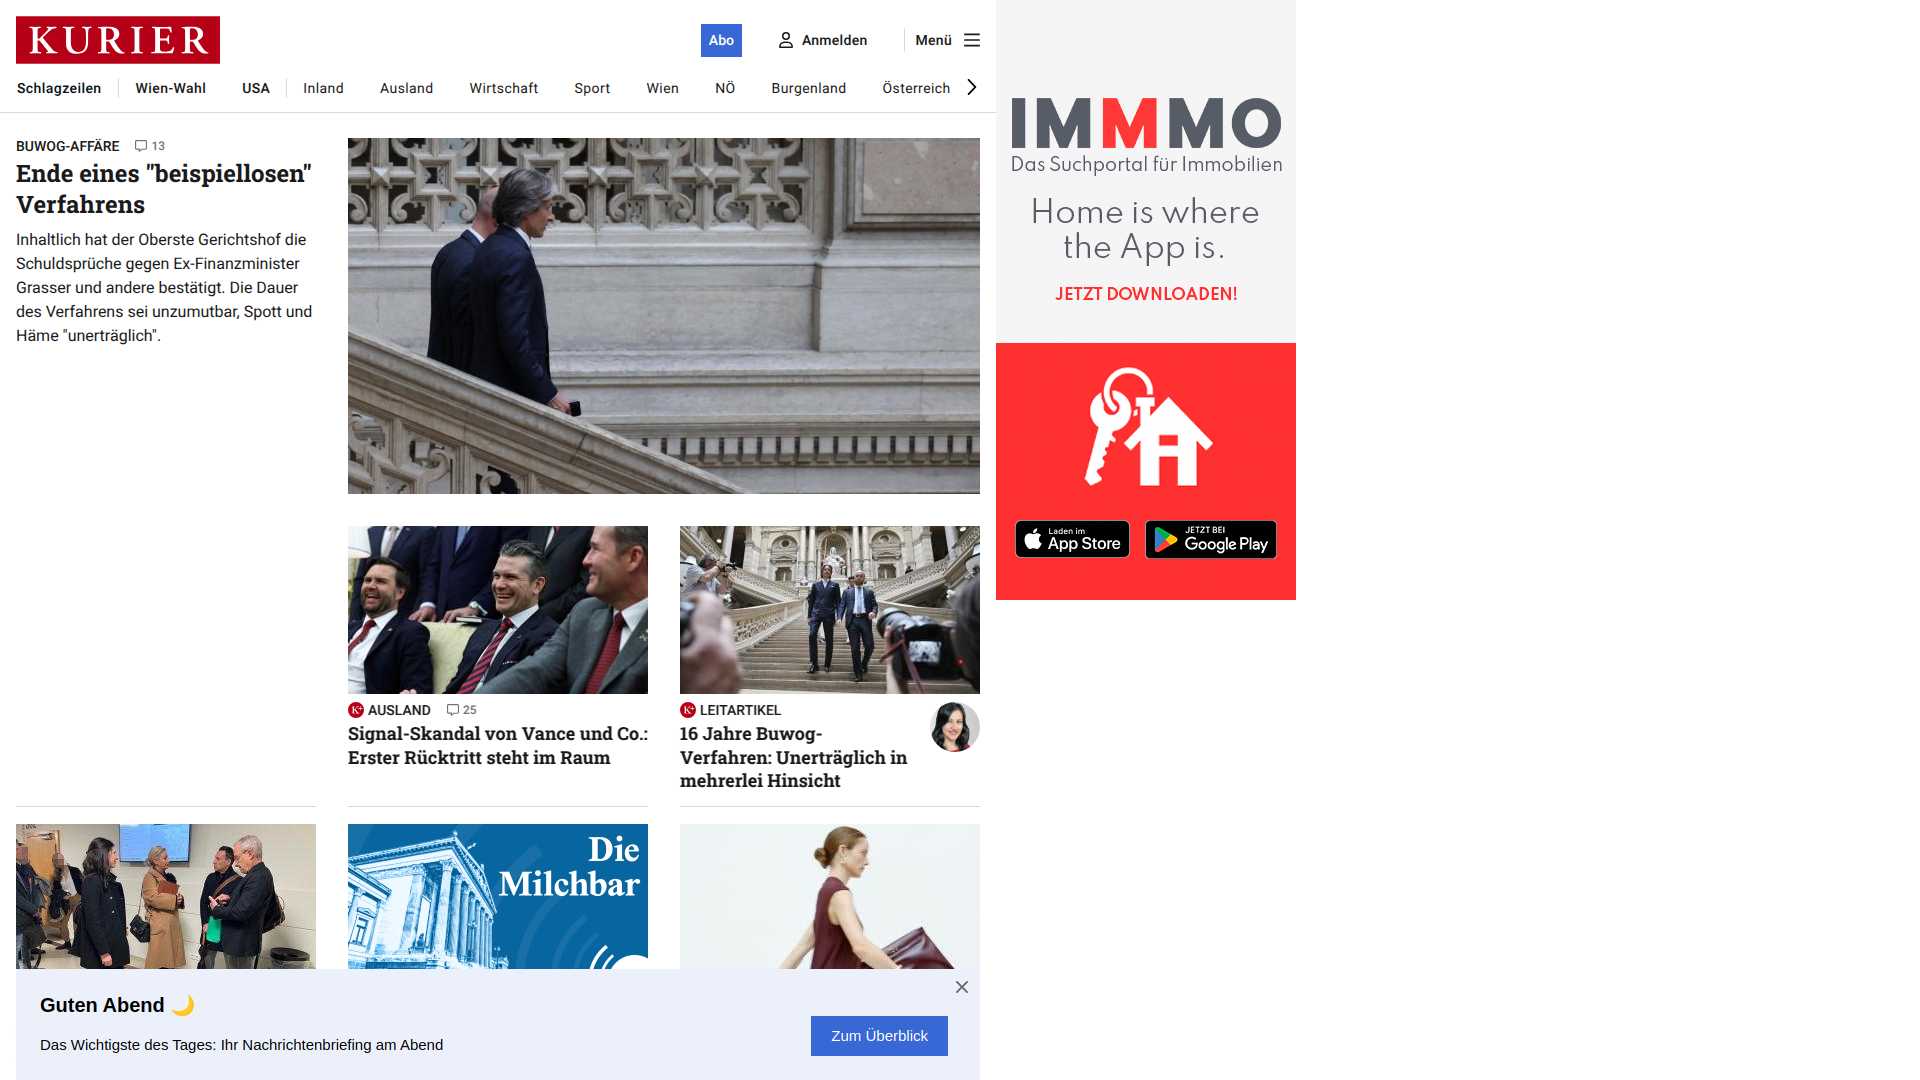 KURIER
Abo
Anmelden
Menü
Schlagzeilen
Wien-Wahl
USA
Inland
Ausland
Wirtschaft
Sport
Wien
NÖ
Burgenland
Österreich
BUWOG-AFFÄRE
13
Ende eines "beispiellosen"
Verfahrens
Inhaltlich hat der Oberste Gerichtshof die
Schuldsprüche gegen Ex-Finanzminister
Grasser und andere bestätigt. Die Dauer
des Verfahrens sei unzumutbar, Spott und
Häme "unerträglich".
K+ AUSLAND
25
Signal-Skandal von Vance und Co.:
Erster Rücktritt steht im Raum
K+ LEITARTIKEL
16 Jahre Buwog-
Verfahren: Unerträglich in
mehrerlei Hinsicht
Die
Milchbar
Guten Abend 🌙
Das Wichtigste des Tages: Ihr Nachrichtenbriefing am Abend
Zum Überblick
IMMMO
Das Suchportal für Immobilien
Home is where
the App is.
JETZT DOWNLOADEN!
Laden im
App Store
JETZT BEI
Google Play